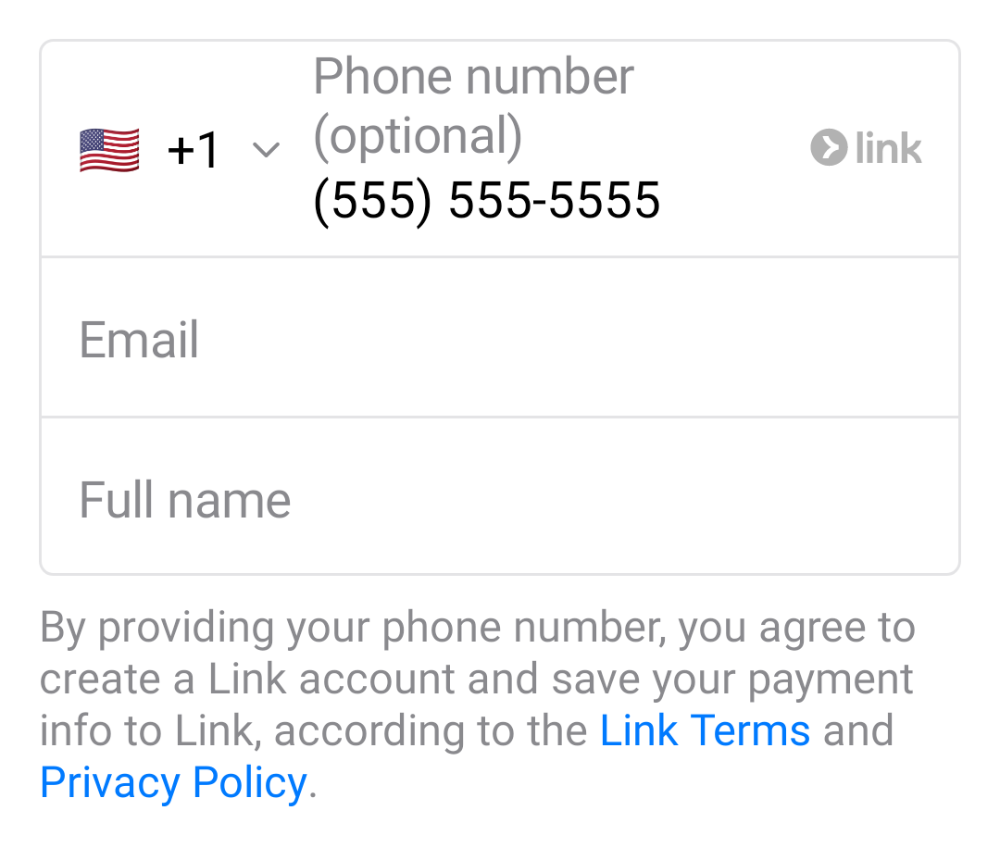 Phone number
(optional)
+1
(555) 555-5555
link
Email
Full name
By providing your phone number, you agree to
create a Link account and save your payment
info to Link, according to the Link Terms and
Privacy Policy.